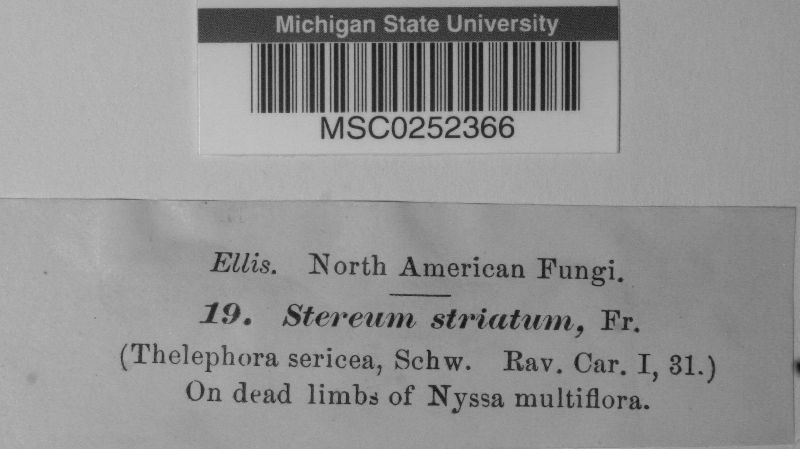 Michigan State University
MSC0252366
Ellis. North American Fungi.
19. Stereum striatum, Fr.
(Thelephora sericea, Schw. Rav. Car. I, 31.)
On dead limbs of Nyssa multiflora.